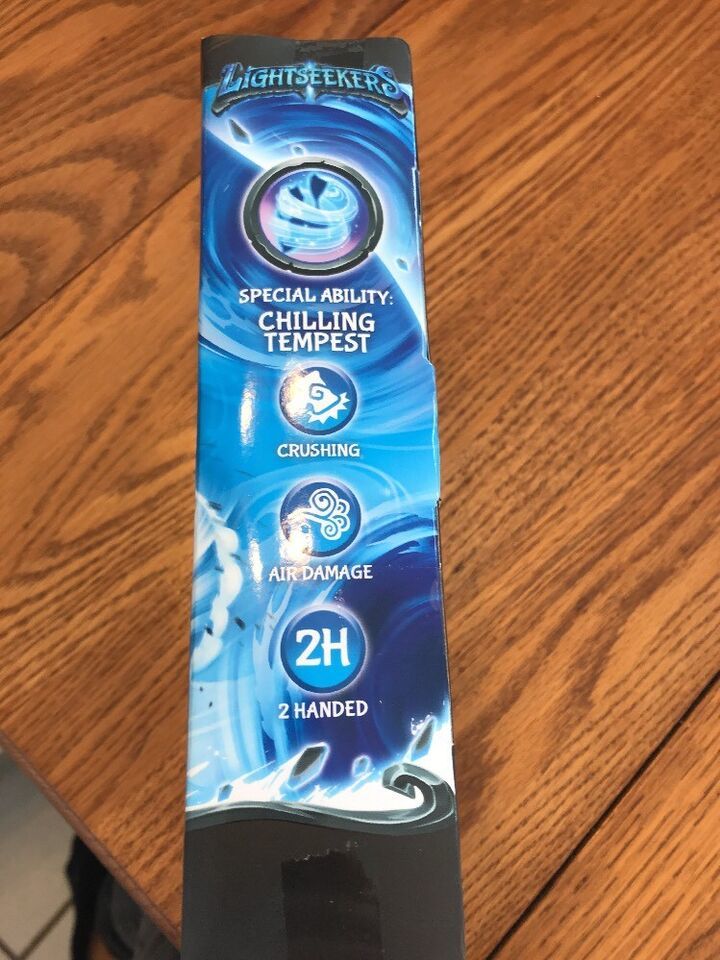 LIGHTSEEKERS
SPECIAL ABILITY:
CHILLING
TEMPEST
CRUSHING
AIR DAMAGE
2H
2 HANDED